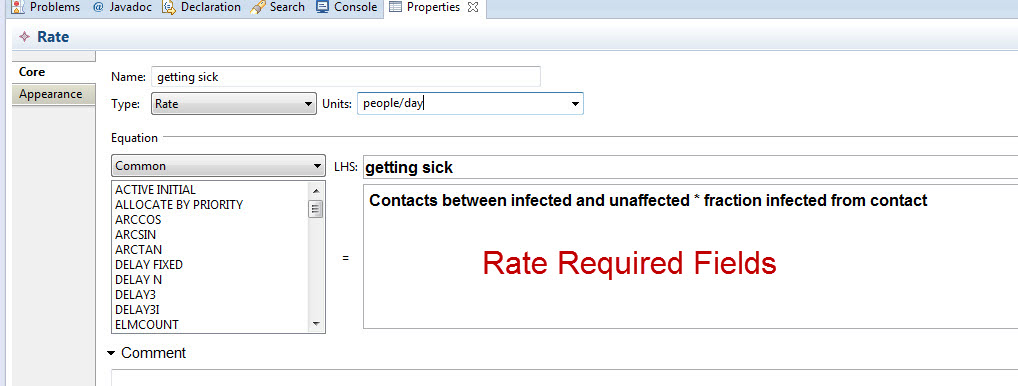 Problems @ Javadoc Declaration Search Console Properties
Rate
Core
Appearance
Name: getting sick
Type: Rate Units: people/day
Equation
Common LHS: getting sick
ACTIVE INITIAL
ALLOCATE BY PRIORITY
ARCCOS
ARCSIN
ARCTAN
DELAY FIXED
DELAY N
DELAY3
DELAY3I
ELMCOUNT
=
Contacts between infected and unaffected * fraction infected from contact
Rate Required Fields
Comment